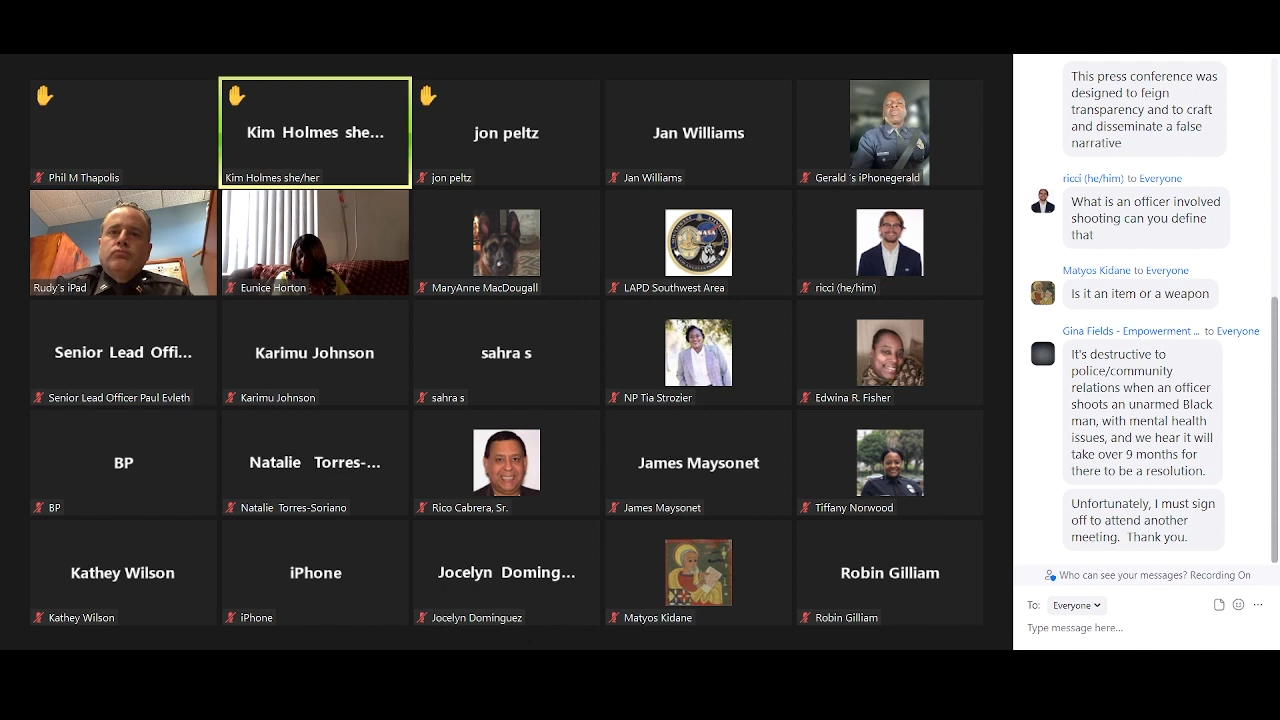 Kim Holmes she...
jon peltz
Jan Williams
Phil M Thapolis
Kim Holmes she/her
jon peltz
Jan Williams
Gerald ´s iPhonegerald
NASA
Rudy's iPad
Eunice Horton
MaryAnne MacDougall
LAPD Southwest Area
ricci (he/him)
Senior Lead Offi...
Karimu Johnson
sahra s
Senior Lead Officer Paul Evleth
Karimu Johnson
sahra s
NP Tia Strozier
Edwina R. Fisher
BP
Natalie Torres-...
James Maysonet
BP
Natalie Torres-Soriano
Rico Cabrera, Sr.
James Maysonet
Tiffany Norwood
Kathey Wilson
iPhone
Jocelyn Doming...
Robin Gilliam
Kathey Wilson
iPhone
Jocelyn Dominguez
Matyos Kidane
Robin Gilliam
This press conference was
designed to feign
transparency and to craft
and disseminate a false
narrative
ricci (he/him) to Everyone
What is an officer involved
shooting can you define
that
Matyos Kidane to Everyone
Is it an item or a weapon
Gina Fields - Empowerment ... to Everyone
It's destructive to
police/community
relations when an officer
shoots an unarmed Black
man, with mental health
issues, and we hear it will
take over 9 months for
there to be a resolution.
Unfortunately, I must sign
off to attend another
meeting. Thank you.
Who can see your messages? Recording On
To: Everyone
Type message here...